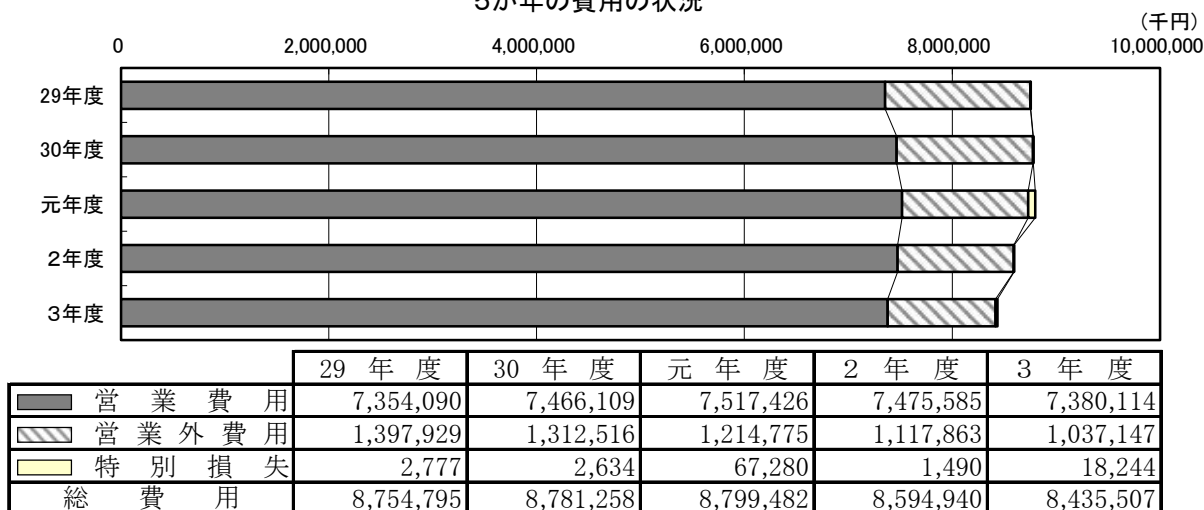 5か年の費用の状況
(千円)
0 2,000,000 4,000,000 6,000,000 8,000,000 10,000,000
29年度
30年度
元年度
2年度
3年度
29年度 30年度 元年度 2年度 3年度
営業費用 7,354,090 7,466,109 7,517,426 7,475,585 7,380,114
営業外費用 1,397,929 1,312,516 1,214,775 1,117,863 1,037,147
特別損失 2,777 2,634 67,280 1,490 18,244
総費用 8,754,795 8,781,258 8,799,482 8,594,940 8,435,507